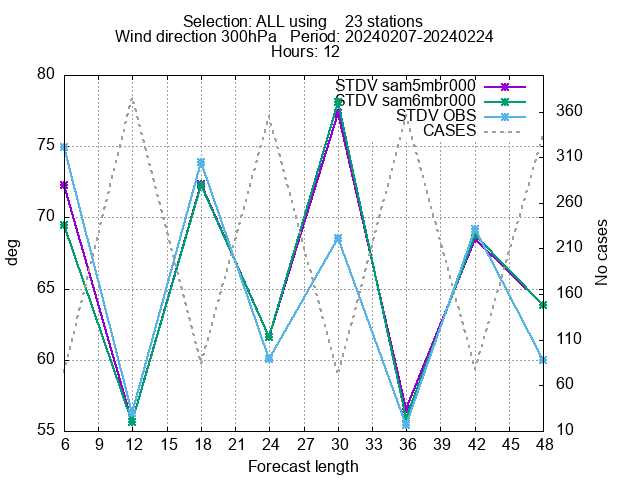 Selection: ALL using 23 stations
Wind direction 300hPa Period: 20240207-20240224
Hours: 12
80
75
70
65
60
55
deg
STDV sam5mbr000
STDV sam6mbr000
STDV OBS
CASES
360
310
260
210
160
110
60
10
No cases
6 9 12 15 18 21 24 27 30 33 36 39 42 45 48
Forecast length